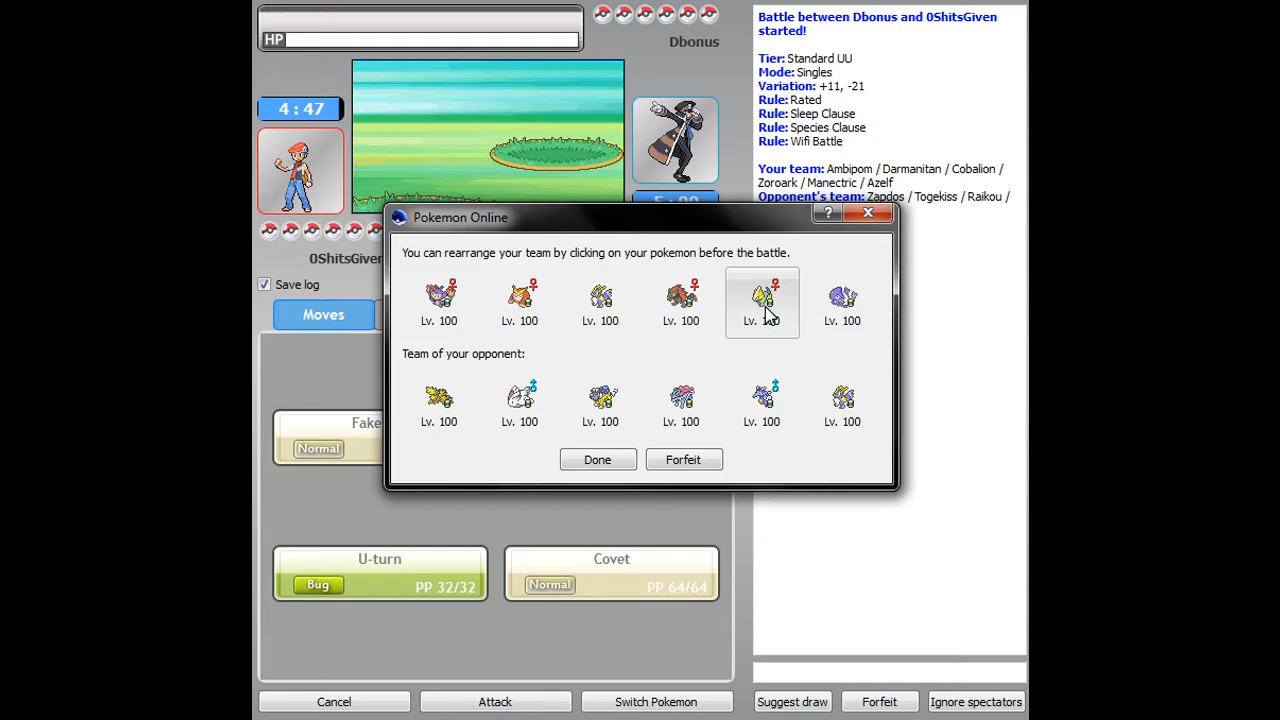 HP
Dbonus
4 : 47
0ShitsGiven
Save log
Moves
Fake
Normal
U-turn
Bug
PP 32/32
Covet
Normal
PP 64/64
Cancel
Attack
Switch Pokemon
Battle between Dbonus and 0ShitsGiven
started!
Tier: Standard UU
Mode: Singles
Variation: +11, -21
Rule: Rated
Rule: Sleep Clause
Rule: Species Clause
Rule: Wifi Battle
Your team: Ambipom / Darmanitan / Cobalion /
Zoroark / Manectric / Azelf
Opponent's team: Zapdos / Togekiss / Raikou /
Pokemon Online
You can rearrange your team by clicking on your pokemon before the battle.
Lv. 100 Lv. 100 Lv. 100 Lv. 100 Lv. 100 Lv. 100
Team of your opponent:
Lv. 100 Lv. 100 Lv. 100 Lv. 100 Lv. 100 Lv. 100
Done
Forfeit
Suggest draw
Forfeit
Ignore spectators